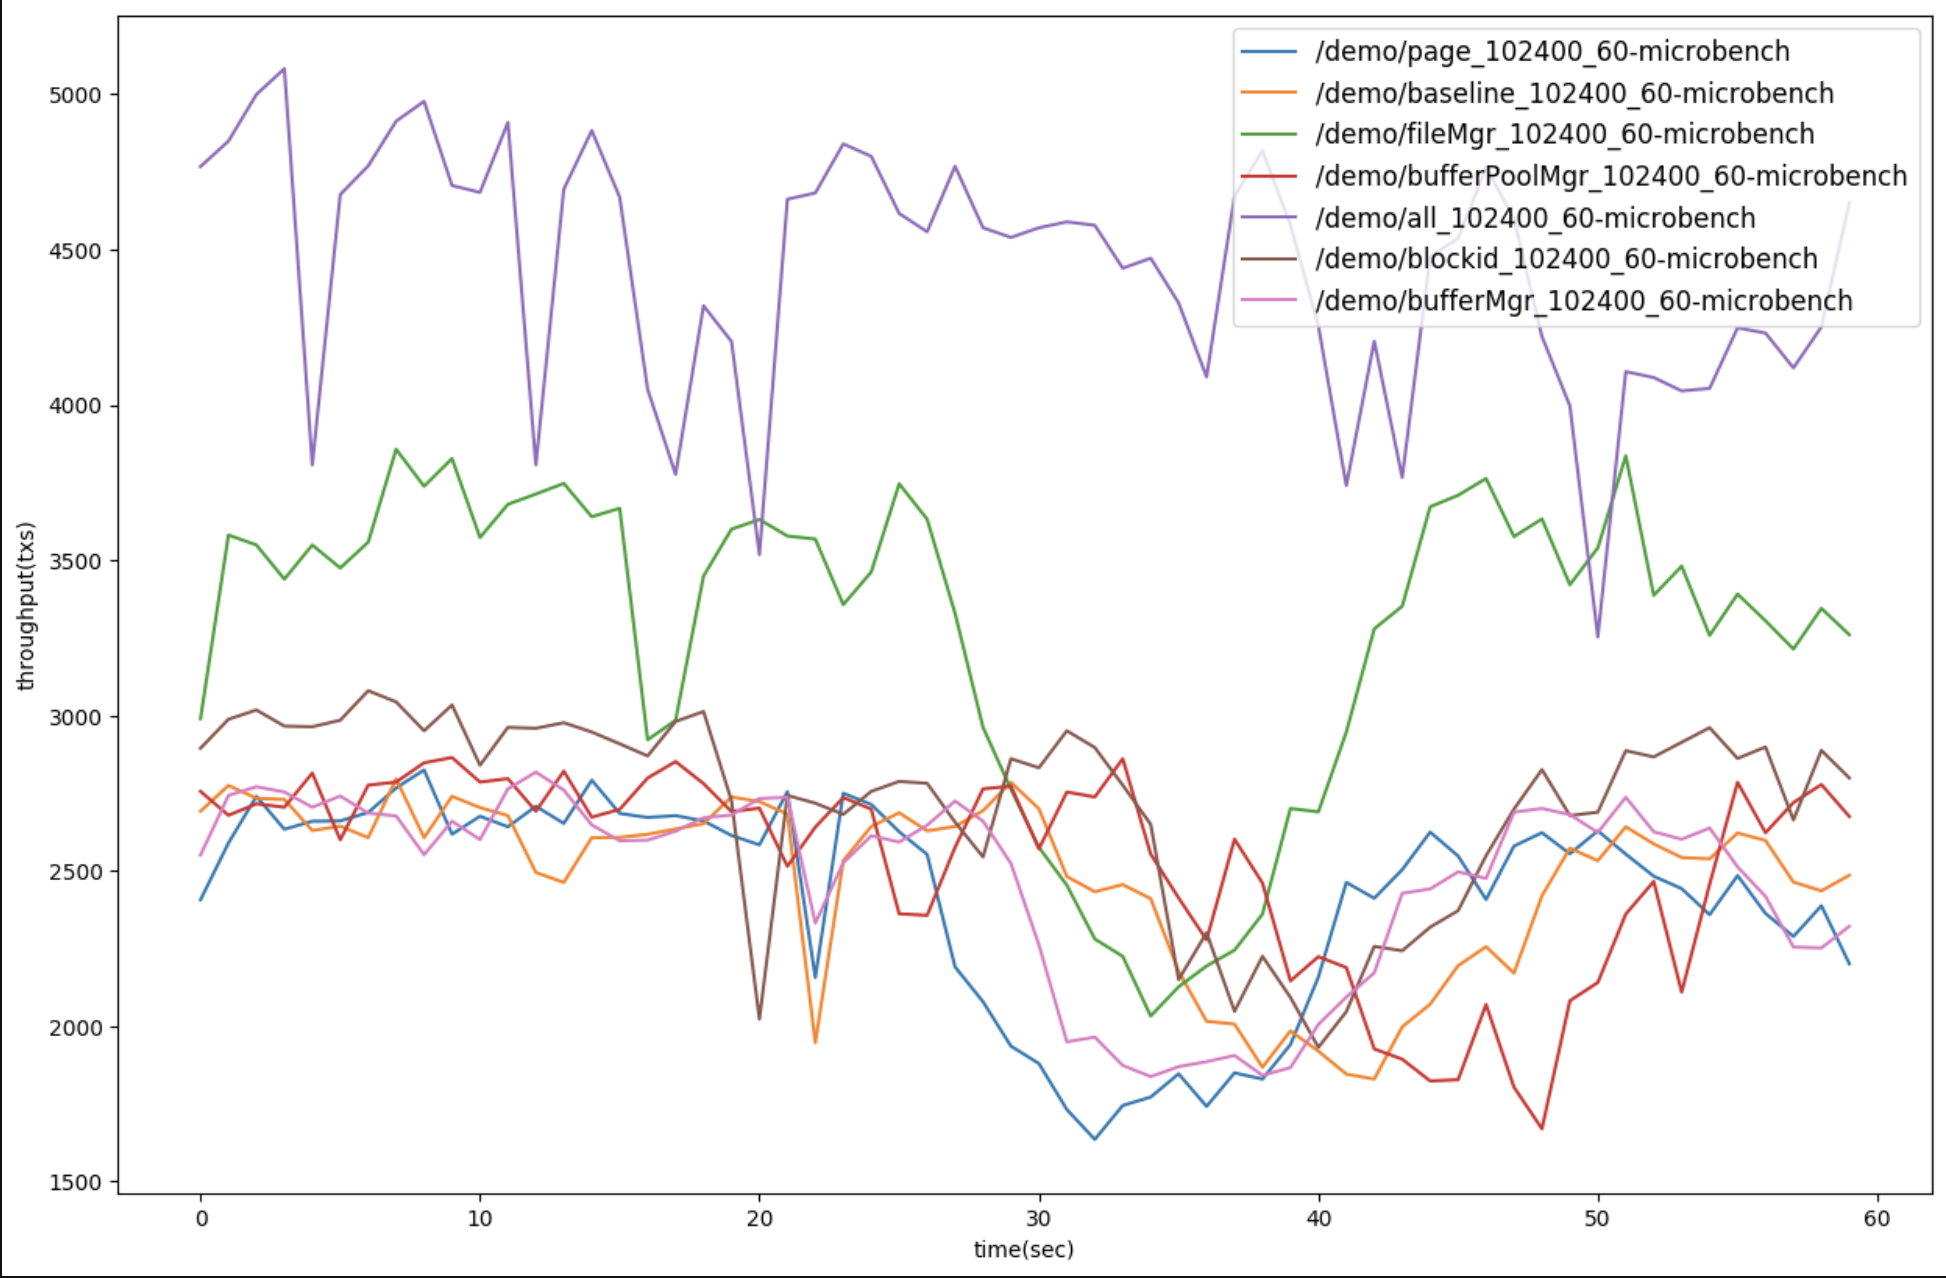 /demo/page_102400_60-microbench
/demo/baseline_102400_60-microbench
/demo/fileMgr_102400_60-microbench
/demo/bufferPoolMgr_102400_60-microbench
/demo/all_102400_60-microbench
/demo/blockid_102400_60-microbench
/demo/bufferMgr_102400_60-microbench
5000
4500
4000
3500
3000
2500
2000
1500
throughput(txs)
0 10 20 30 40 50 60
time(sec)